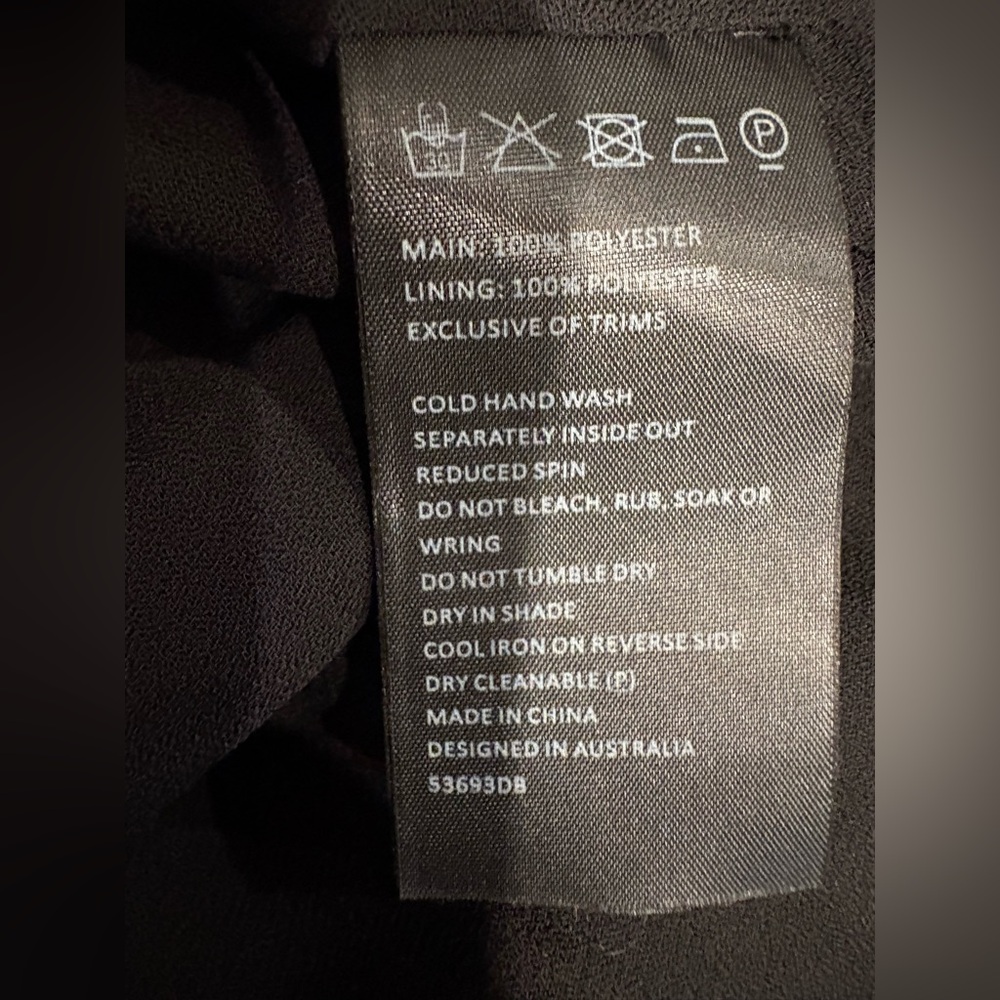 30
P
MAIN: 100% POLYESTER
LINING: 100% POLYESTER
EXCLUSIVE OF TRIMS
COLD HAND WASH
SEPARATELY INSIDE OUT
REDUCED SPIN
DO NOT BLEACH, RUB, SOAK OR
WRING
DO NOT TUMBLE DRY
DRY IN SHADE
COOL IRON ON REVERSE SIDE
DRY CLEANABLE (P)
MADE IN CHINA
DESIGNED IN AUSTRALIA
53693DB